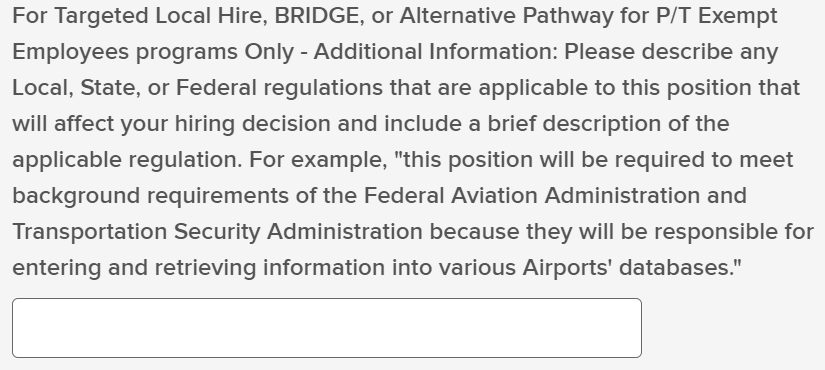 For Targeted Local Hire, BRIDGE, or Alternative Pathway for P/T Exempt
Employees programs Only - Additional Information: Please describe any
Local, State, or Federal regulations that are applicable to this position that
will affect your hiring decision and include a brief description of the
applicable regulation. For example, "this position will be required to meet
background requirements of the Federal Aviation Administration and
Transportation Security Administration because they will be responsible for
entering and retrieving information into various Airports' databases."